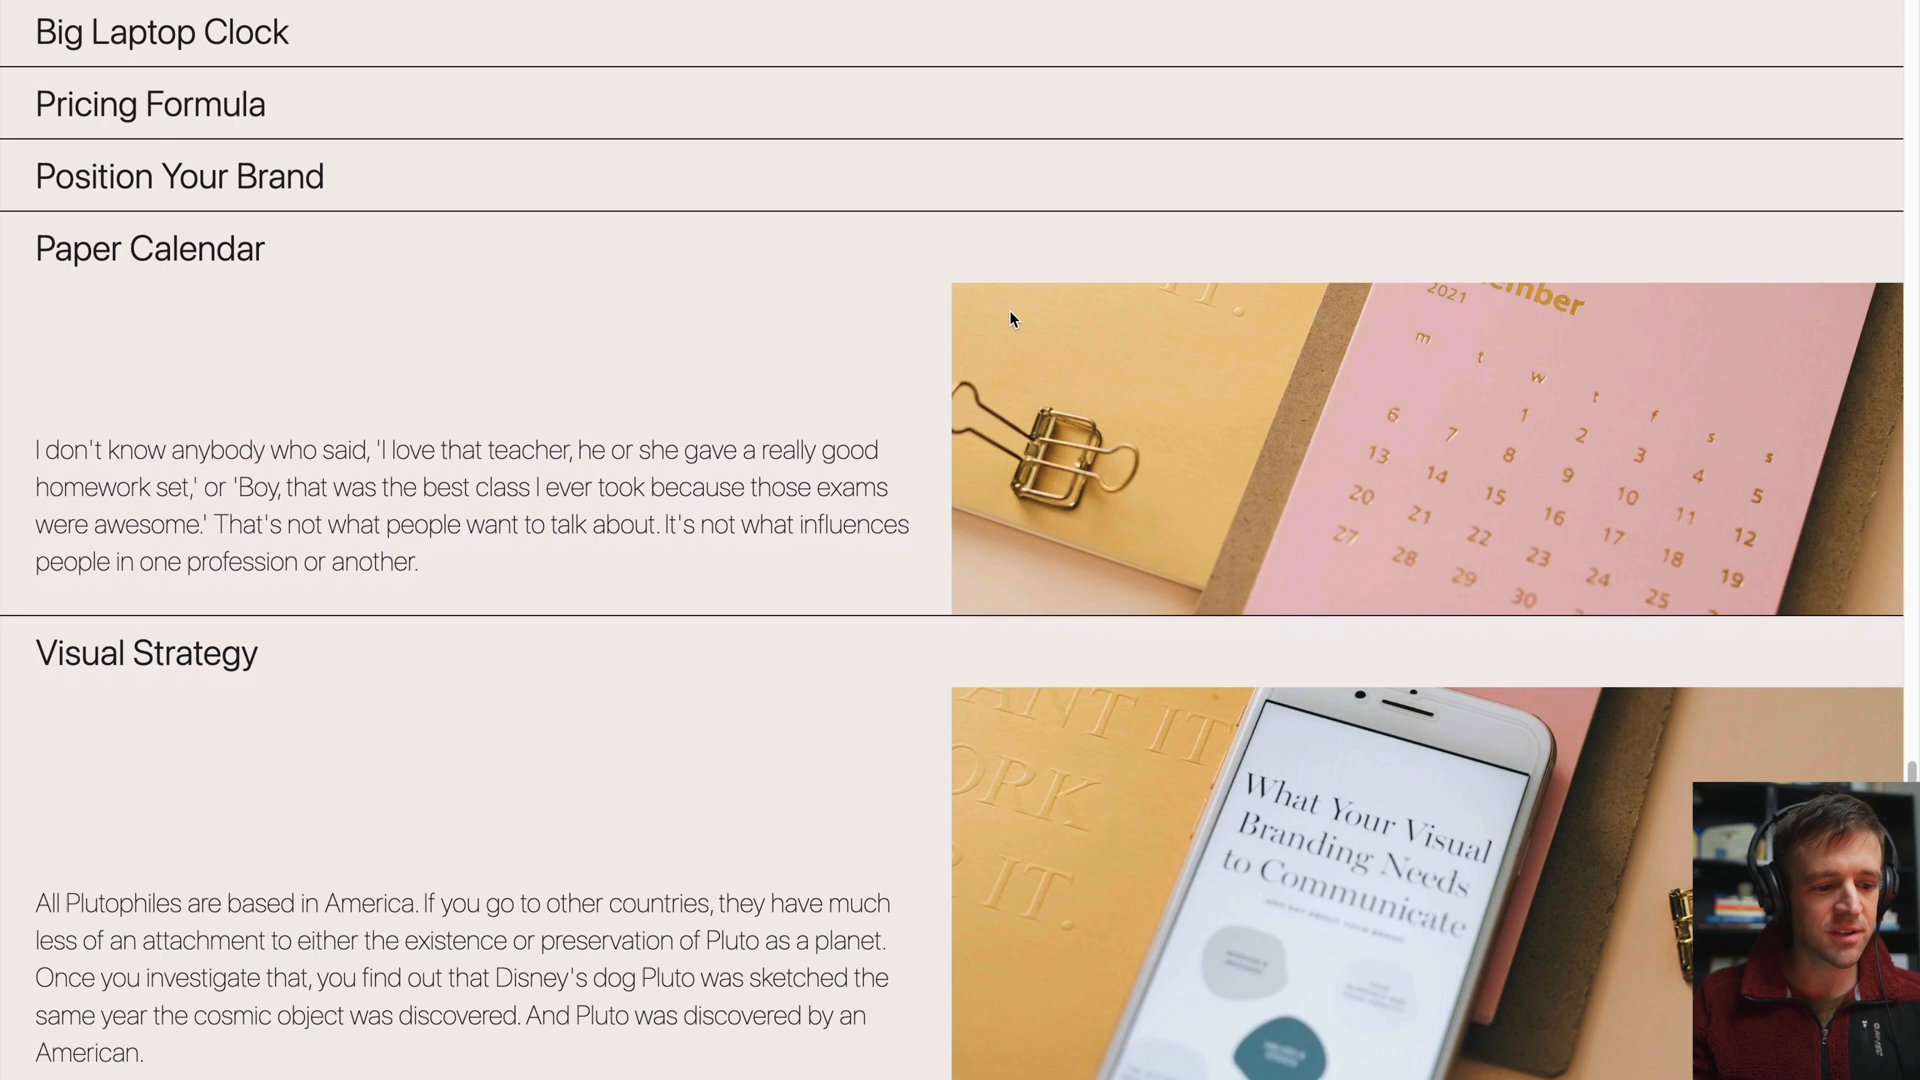 Big Laptop Clock
Pricing Formula
Position Your Brand
Paper Calendar
IT.
2021
ember
m t w t f s s
1 2 3 4 5
6 7 8 9 10 11 12
13 14 15 16 17 18 19
20 21 22 23 24 25
27 28 29 30
I don't know anybody who said, 'I love that teacher, he or she gave a really good
homework set,' or 'Boy, that was the best class I ever took because those exams
were awesome.' That's not what people want to talk about. It's not what influences
people in one profession or another.
Visual Strategy
ANT IT
ORK
IT.
What Your Visual
Branding Needs
to Communicate
All Plutophiles are based in America. If you go to other countries, they have much
less of an attachment to either the existence or preservation of Pluto as a planet.
Once you investigate that, you find out that Disney's dog Pluto was sketched the
same year the cosmic object was discovered. And Pluto was discovered by an
American.